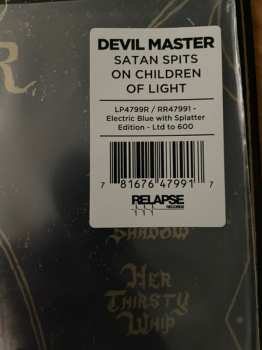 R
DEVIL MASTER
SATAN SPITS
ON CHILDREN
OF LIGHT
LP4799R / RR47991 -
Electric Blue with Splatter
Edition - Ltd to 600
7 81676 47991 7
RELAPSE
RECORDS
SHADOW
HER
THIRSTY
WHIP